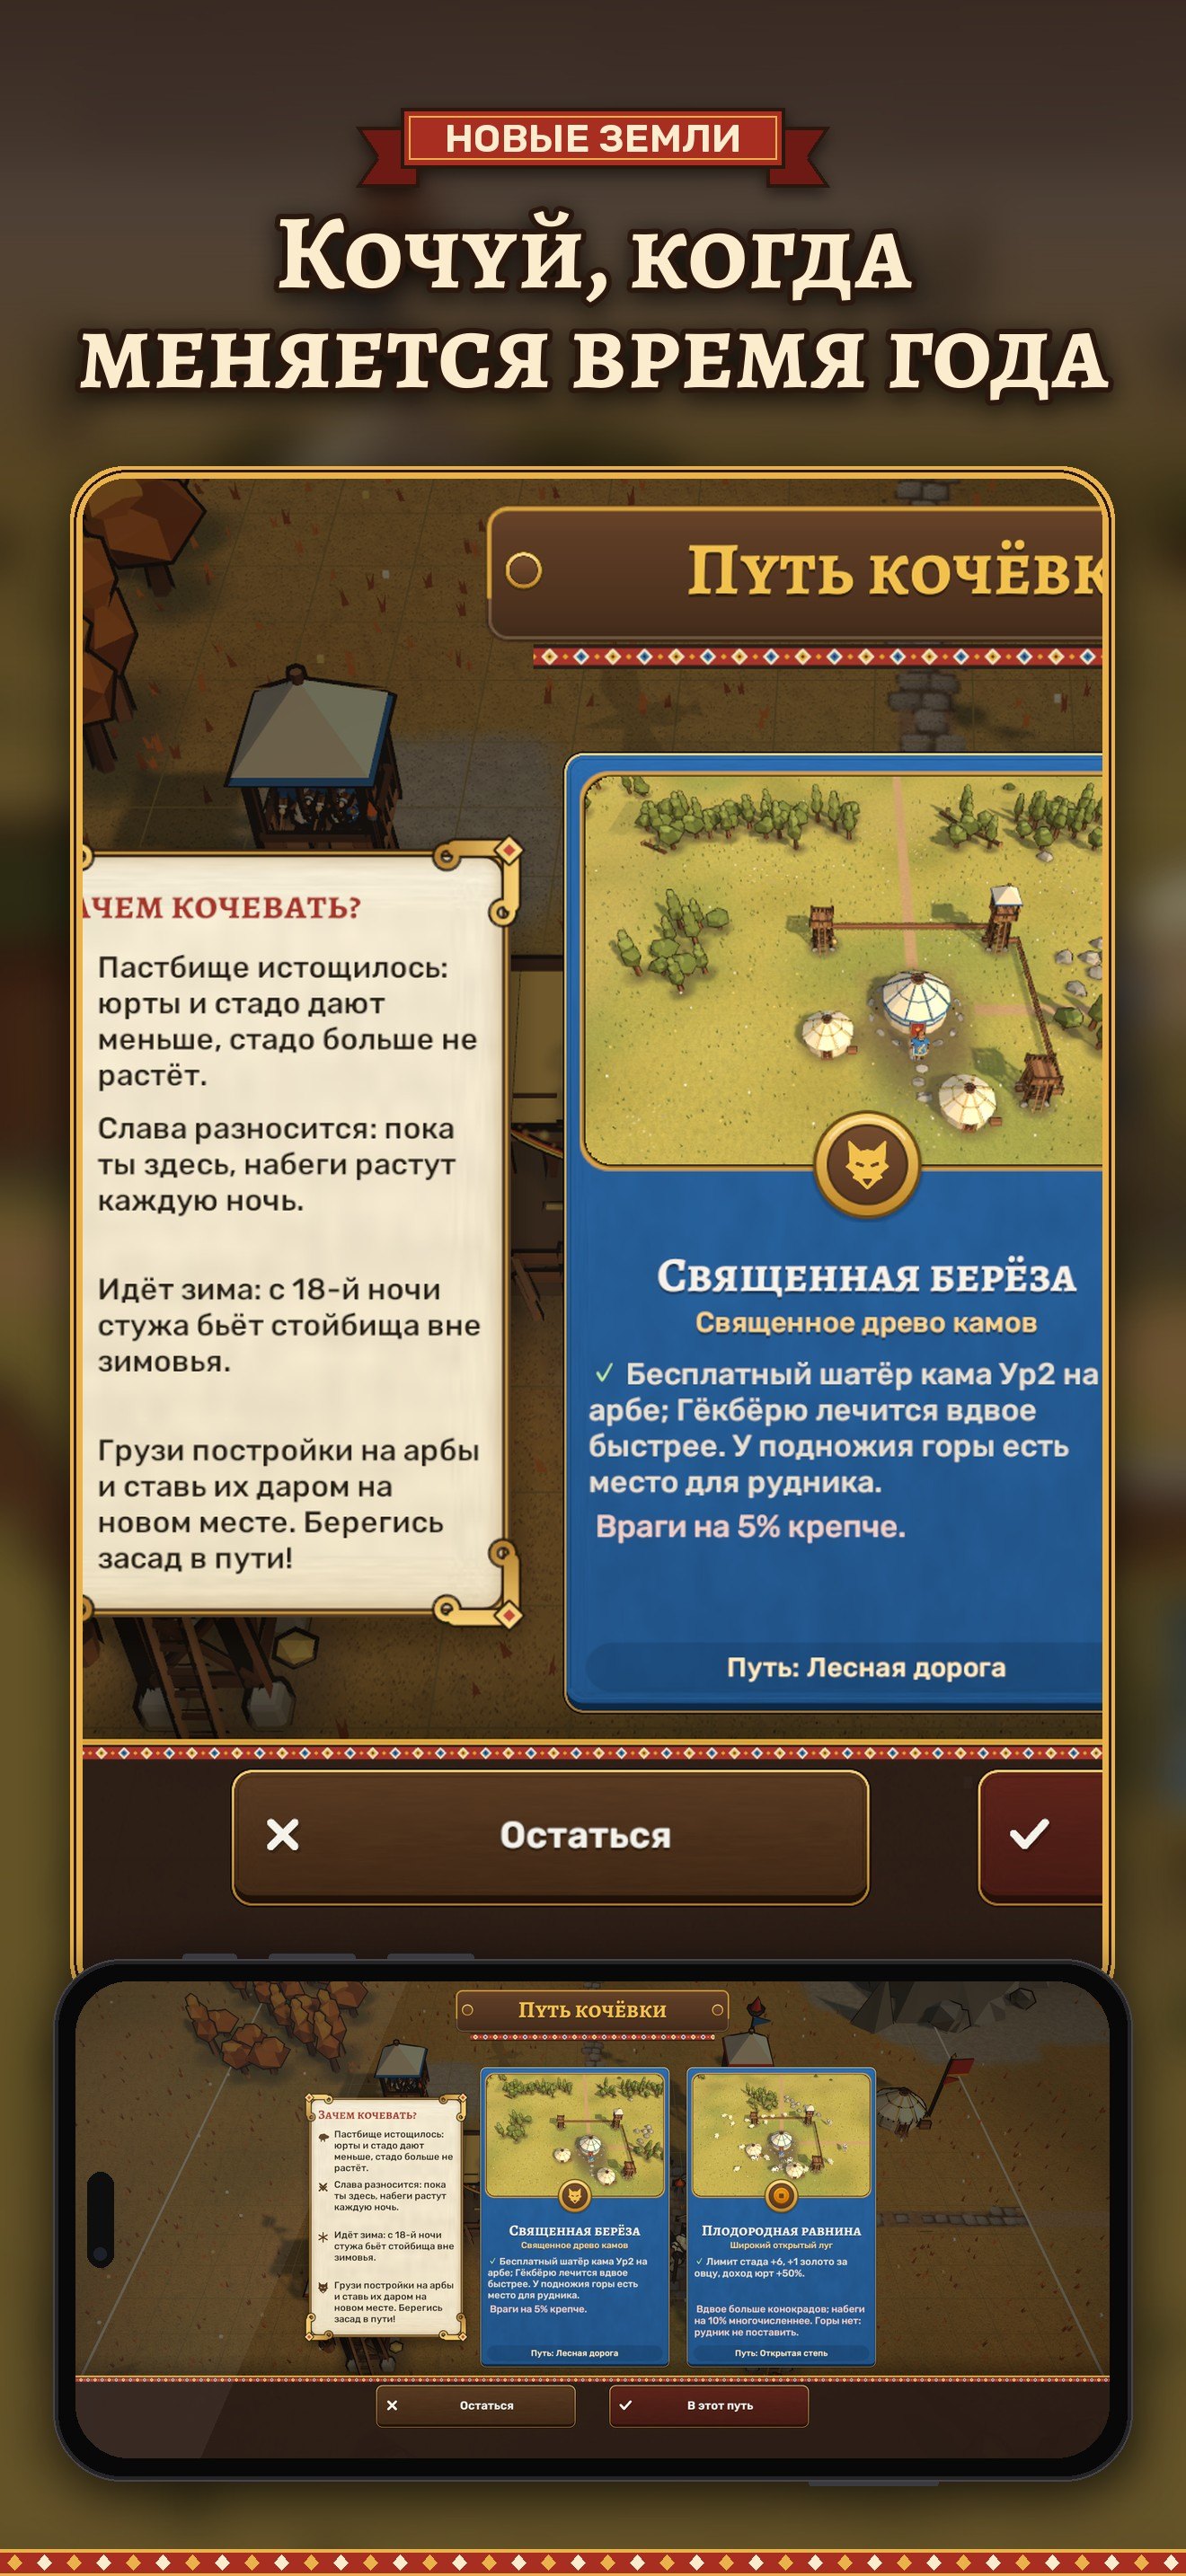 НОВЫЕ ЗЕМЛИ
Кочуй, когда
меняется время года
Путь кочёвк
АЧЕМ КОЧЕВАТЬ?
Пастбище истощилось:
юрты и стадо дают
меньше, стадо больше не
растёт.
Слава разносится: пока
ты здесь, набеги растут
каждую ночь.
Идёт зима: с 18-й ночи
стужа бьёт стойбища вне
зимовья.
Грузи постройки на арбы
и ставь их даром на
новом месте. Берегись
засад в пути!
Священная берёза
Священное древо камов
✓ Бесплатный шатёр кама Ур2 на
арбе; Гёкбёрю лечится вдвое
быстрее. У подножия горы есть
место для рудника.
Враги на 5% крепче.
Путь: Лесная дорога
Остаться
Путь кочёвки
Зачем кочевать?
Пастбище истощилось:
юрты и стадо дают
меньше, стадо больше не
растёт.
Слава разносится: пока
ты здесь, набеги растут
каждую ночь.
Идёт зима: с 18-й ночи
стужа бьёт стойбища вне
зимовья.
Грузи постройки на арбы
и ставь их даром на
новом месте. Берегись
засад в пути!
Священная берёза
Священное древо камов
✓ Бесплатный шатёр кама Ур2 на
арбе; Гёкбёрю лечится вдвое
быстрее. У подножия горы есть
место для рудника.
Враги на 5% крепче.
Путь: Лесная дорога
Плодородная равнина
Широкий открытый луг
✓ Лимит стада +6, +1 золото за
овцу, доход юрт +50%.
Вдвое больше конокрадов; набеги
на 10% многочисленнее. Горы нет:
рудник не поставить.
Путь: Открытая степь
Остаться
В этот путь